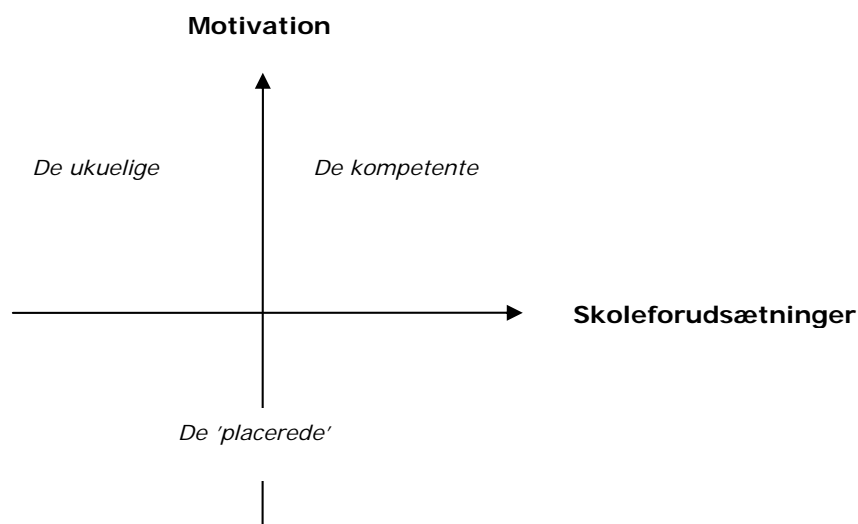 Motivation
De ukuelige
De kompetente
Skoleforudsætninger
De 'placerede'